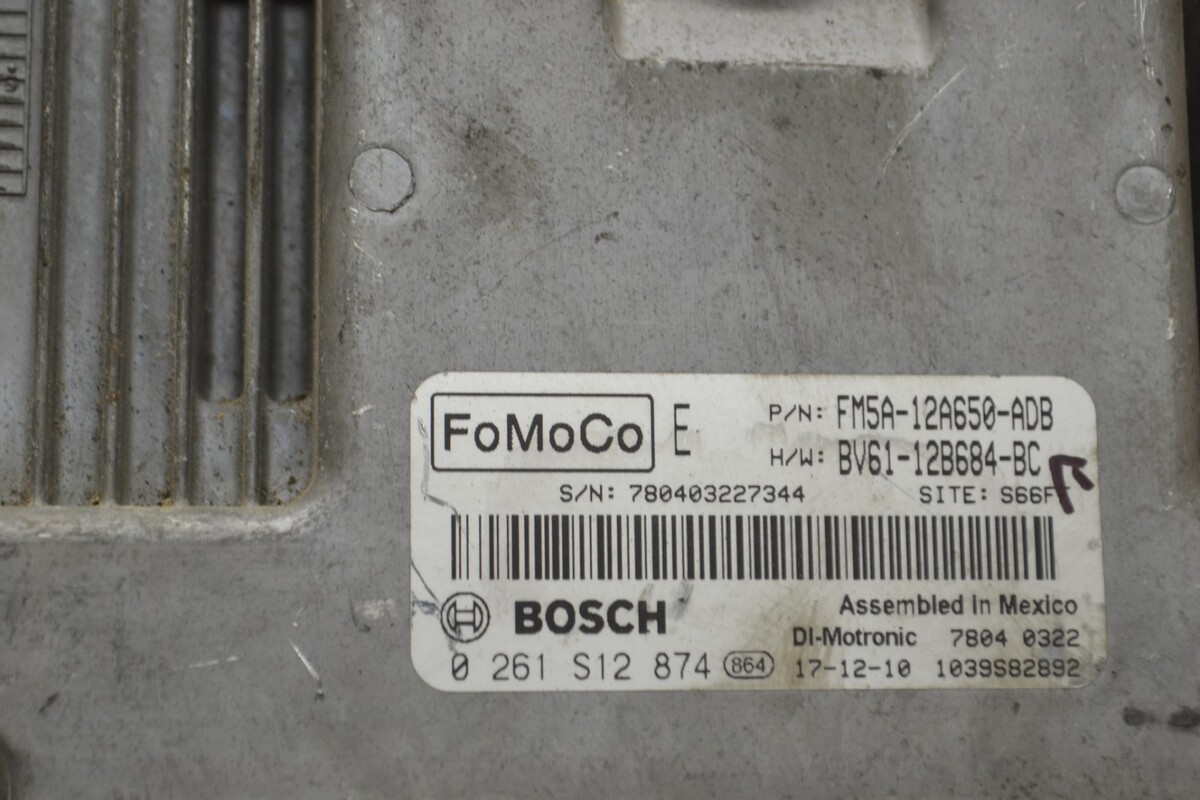 FoMoCo E P/N: FM5A-12A650-ADB
H/W: BV61-12B684-BC
S/N: 780403227344 SITE: S66F
BOSCH Assembled in Mexico
DI-Motronic 7804 0322
0 261 S12 874 864 17-12-10 1039S82892